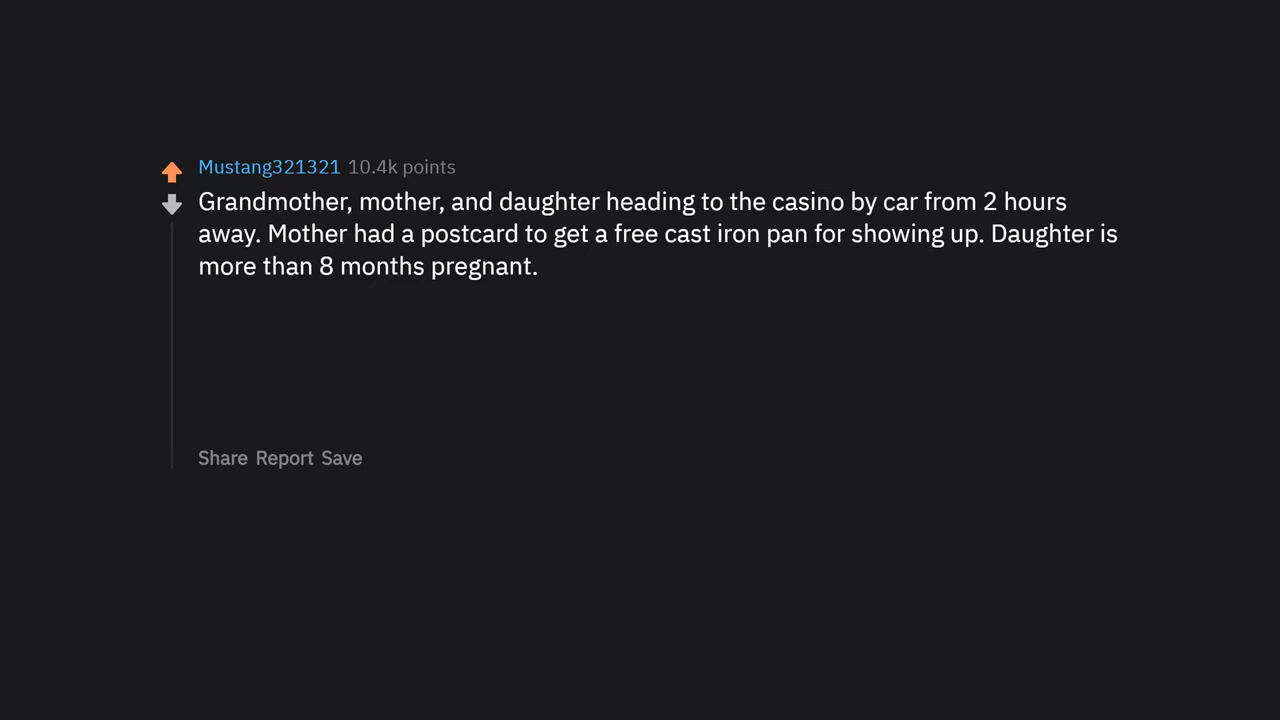 Mustang321321 10.4k points
Grandmother, mother, and daughter heading to the casino by car from 2 hours
away. Mother had a postcard to get a free cast iron pan for showing up. Daughter is
more than 8 months pregnant.
Share Report Save